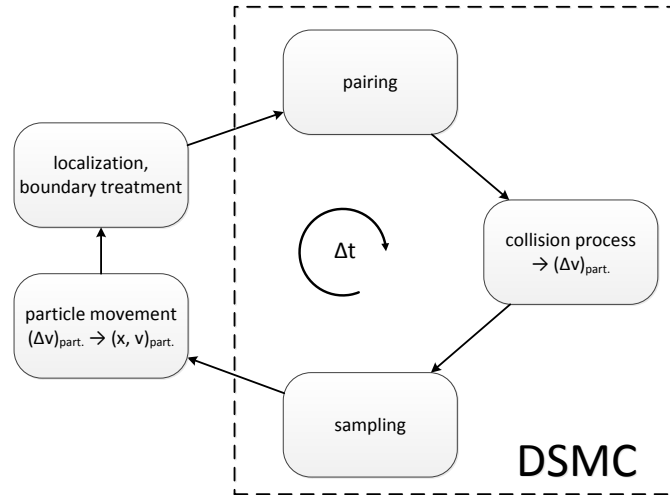 pairing
localization,
boundary treatment
collision process
→ (Δv)part.
Δt
particle movement
(Δv)part. → (x, v)part.
sampling
DSMC